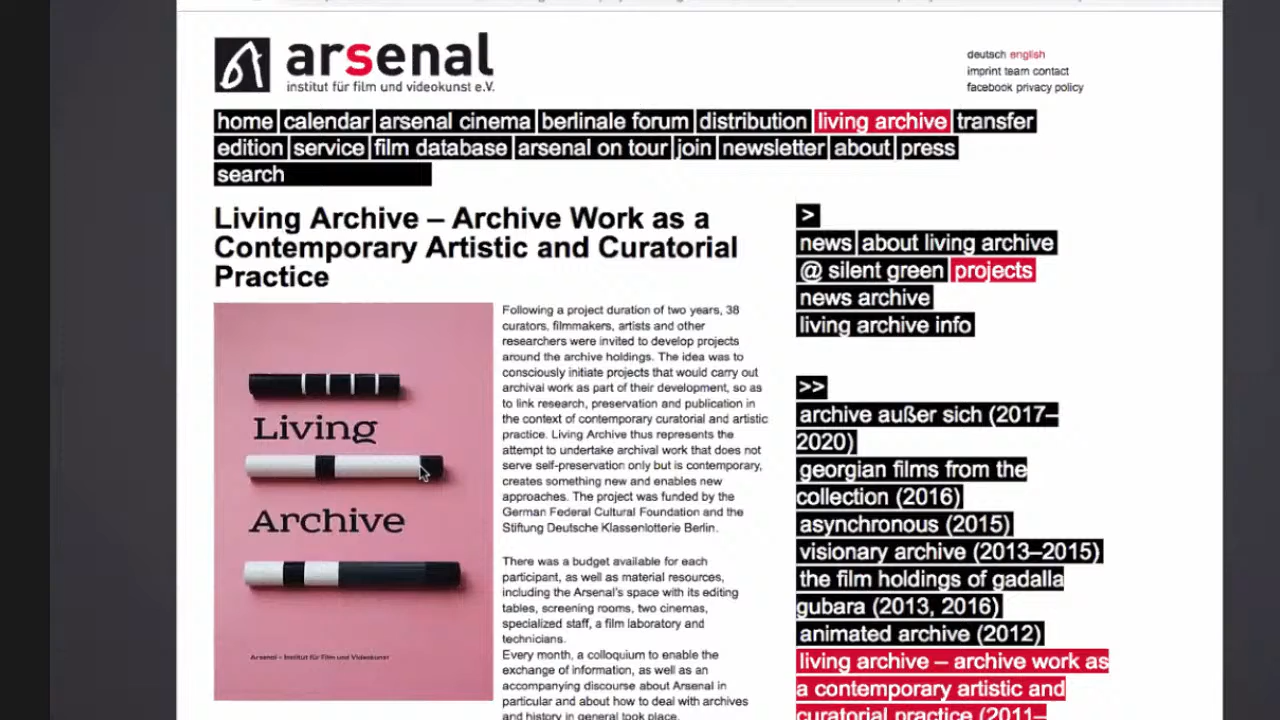 arsenal
institut für film und videokunst e.V.
deutsch english
imprint team contact
facebook privacy policy
home calendar arsenal cinema berlinale forum distribution living archive transfer
edition service film database arsenal on tour join newsletter about press
search
Living Archive – Archive Work as a
Contemporary Artistic and Curatorial
Practice
Living
Archive
Arsenal – Institut für Film und Videokunst
Following a project duration of two years, 38
curators, filmmakers, artists and other
researchers were invited to develop projects
around the archive holdings. The idea was to
consciously initiate projects that would carry out
archival work as part of their development, so as
to link research, preservation and publication in
the context of contemporary curatorial and artistic
practice. Living Archive thus represents the
attempt to undertake archival work that does not
serve self-preservation only but is contemporary,
creates something new and enables new
approaches. The project was funded by the
German Federal Cultural Foundation and the
Stiftung Deutsche Klassenlotterie Berlin.
There was a budget available for each
participant, as well as material resources,
including the Arsenal's space with its editing
tables, screening rooms, two cinemas,
specialized staff, a film laboratory and
technicians.
Every month, a colloquium to enable the
exchange of information, as well as an
accompanying discourse about Arsenal in
particular and about how to deal with archives
and history in general took place.
>
news about living archive
@ silent green projects
news archive
living archive info
>>
archive außer sich (2017–
2020)
georgian films from the
collection (2016)
asynchronous (2015)
visionary archive (2013–2015)
the film holdings of gadalla
gubara (2013, 2016)
animated archive (2012)
living archive – archive work as
a contemporary artistic and
curatorial practice (2011–